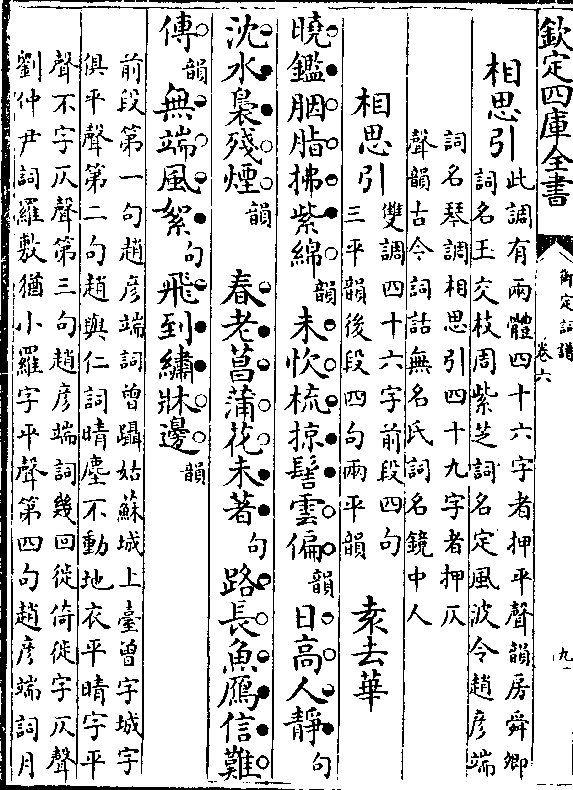 欽定四庫全書
御定詞譜
卷六
九
相思引 此調有兩體四十六字者押平聲韻房舜卿
詞名玉交枝周紫芝詞名定風波令趙彥端
詞名琴調相思引四十九字者押仄
聲韻古今詞話無名氏詞名鏡中人
相思引 雙調四十六字前段四句
三平韻後段四句兩平韻 袁去華
曉鑑胭脂拂紫綿韻未忺梳掠髻雲偏韻日高人靜句
沈水裊殘煙韻 春老菖蒲花未著句路長魚鴈信難
傳韻無端風絮句飛到繡牀邊韻
前段第一句趙彥端詞曾躡姑蘇城上臺曾字城字
俱平聲第二句趙與仁詞晴塵不動地衣平晴字平
聲不字仄聲第三句趙彥端詞幾回徙倚徙字仄聲
劉仲尹詞羅敷猶小羅字平聲第四句趙彥端詞月